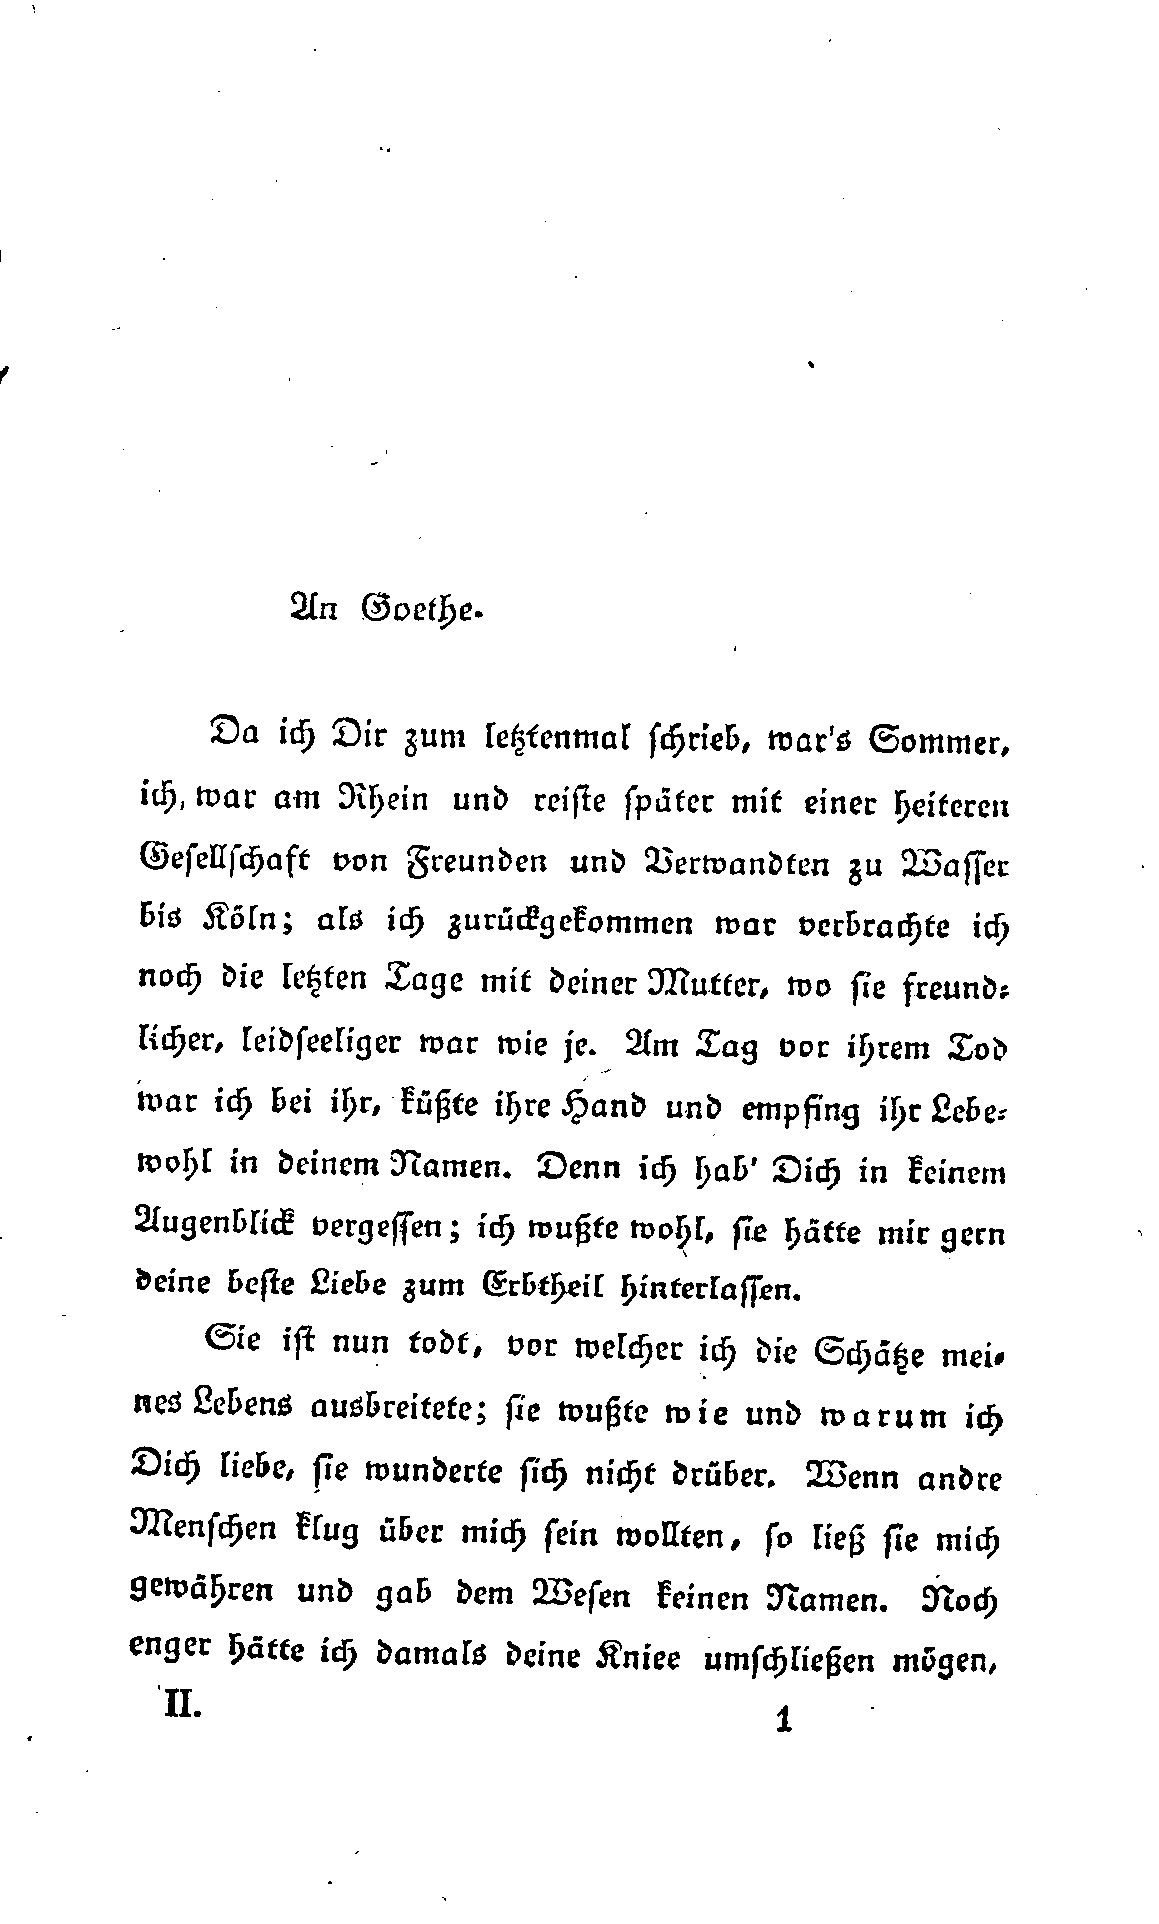 An Goethe.
Da ich Dir zum letztenmal schrieb, war's Sommer,
ich, war am Rhein und reiste später mit einer heiteren
Gesellschaft von Freunden und Verwandten zu Wasser
bis Köln; als ich zurückgekommen war verbrachte ich
noch die letzten Tage mit deiner Mutter, wo sie freund-
licher, leidseeliger war wie je. Am Tag vor ihrem Tod
war ich bei ihr, küßte ihre Hand und empfing ihr Lebe-
wohl in deinem Namen. Denn ich hab' Dich in keinem
Augenblick vergessen; ich wußte wohl, sie hätte mir gern
deine beste Liebe zum Erbtheil hinterlassen.
Sie ist nun todt, vor welcher ich die Schätze mei-
nes Lebens ausbreitete; sie wußte wie und warum ich
Dich liebe, sie wunderte sich nicht drüber. Wenn andre
Menschen klug über mich sein wollten, so ließ sie mich
gewähren und gab dem Wesen keinen Namen. Noch
enger hätte ich damals deine Kniee umschließen mögen,
II. 1